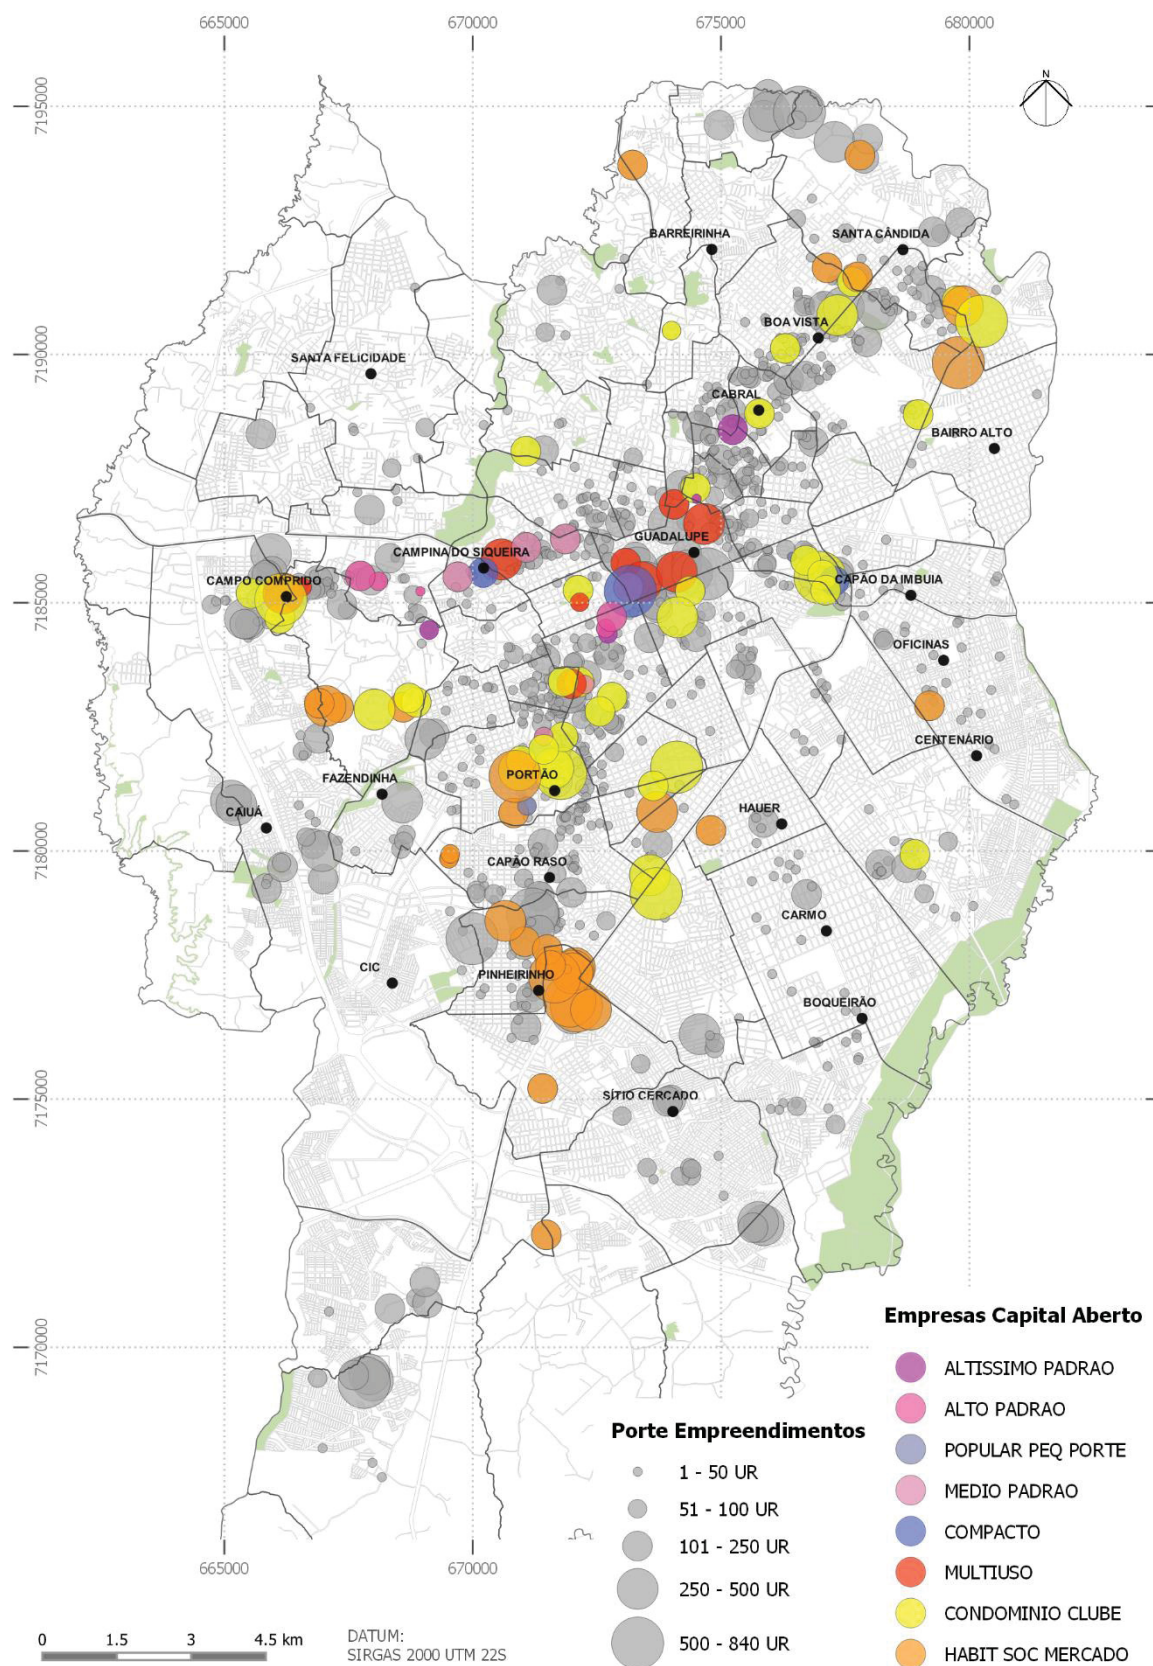 665000
670000
675000
680000
N
7195000
BARREIRINHA
SANTA CÂNDIDA
BOA VISTA
SANTA FELICIDADE
7190000
CABRAL
BAIRRO ALTO
GUADALUPE
CAMPINA DO SIQUEIRA
CAMPO COMPRIDO
CAPÃO DA IMBUIA
7185000
OFICINAS
CENTENÁRIO
FAZENDINHA
PORTÃO
CAIUÁ
HAUER
7180000
CAPÃO RASO
CARMO
CIC
PINHEIRINHO
BOQUEIRÃO
7175000
SÍTIO CERCADO
7170000
Empresas Capital Aberto
ALTISSIMO PADRAO
ALTO PADRAO
POPULAR PEQ PORTE
MEDIO PADRAO
COMPACTO
MULTIUSO
CONDOMINIO CLUBE
HABIT SOC MERCADO
Porte Empreendimentos
1 - 50 UR
51 - 100 UR
101 - 250 UR
250 - 500 UR
500 - 840 UR
665000
670000
0 1.5 3 4.5 km
DATUM:
SIRGAS 2000 UTM 22S